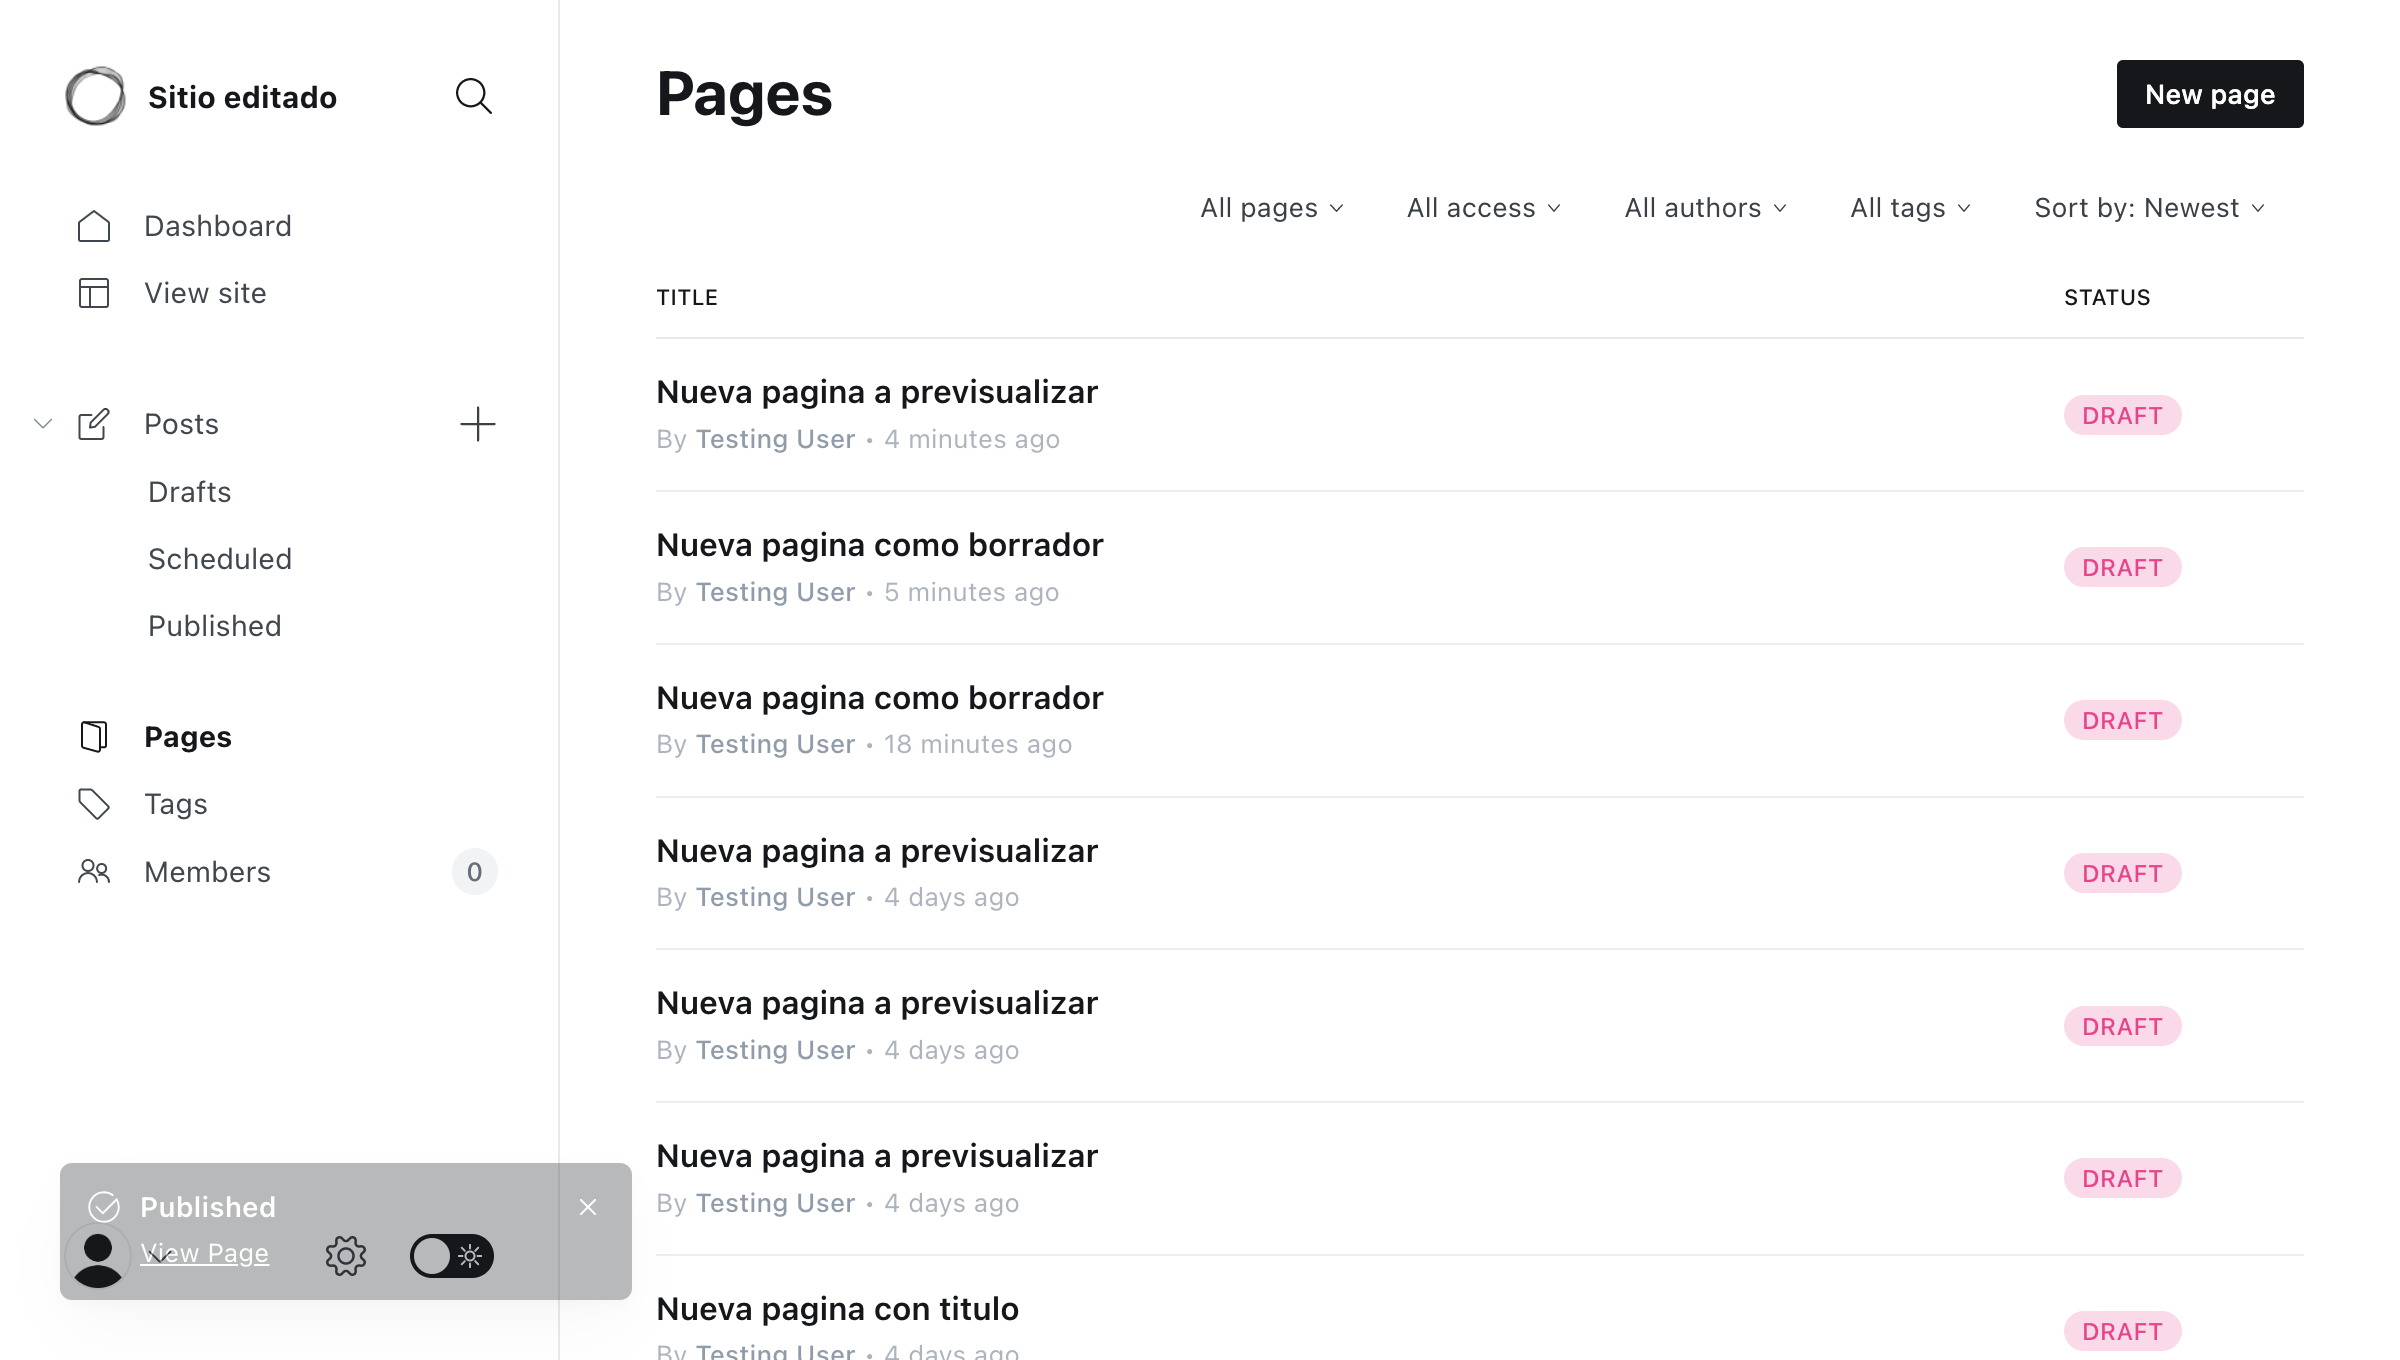 Sitio editado
Dashboard
View site
Posts
Drafts
Scheduled
Published
Pages
Tags
Members
0
Published
View Page
Pages
New page
All pages
All access
All authors
All tags
Sort by: Newest
TITLE
STATUS
Nueva pagina a previsualizar
By Testing User • 4 minutes ago
DRAFT
Nueva pagina como borrador
By Testing User • 5 minutes ago
DRAFT
Nueva pagina como borrador
By Testing User • 18 minutes ago
DRAFT
Nueva pagina a previsualizar
By Testing User • 4 days ago
DRAFT
Nueva pagina a previsualizar
By Testing User • 4 days ago
DRAFT
Nueva pagina a previsualizar
By Testing User • 4 days ago
DRAFT
Nueva pagina con titulo
By Testing User • 4 days ago
DRAFT